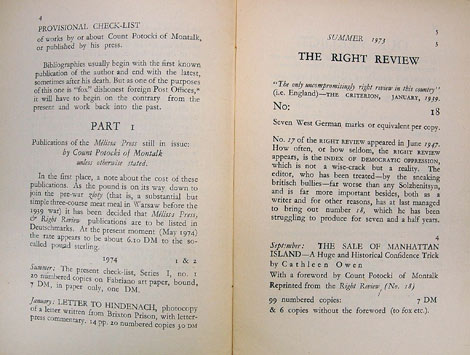 4
PROVISIONAL CHECK-LIST
of works by or about Count Potocki of Montalk,
or published by his press.
Bibliographies usually begin with the first known
publication of the author and end with the latest,
sometimes after his death. But as one of the purposes
of this one is "fox" dishonest foreign Post Offices,"
it will have to begin on the contrary from the
present and work back into the past.
PART I
Publications of the Mélissa Press still in issue:
by Count Potocki of Montalk
unless otherwise stated.
In the first place, a note about the cost of these
publications. As the pound is on its way down to
join the pre-war zloty (that is, a substantial but
simple three-course neat meal in Warsaw before the
1939 war) it has been decided that Mélissa Press,
& Right Review publications are to be listed in
Deutschmarks. At the present moment (May 1974)
the rate appears to be about 6.10 DM to the so-
called pound sterling.
1974 1 & 2
Summer: The present check-list, Series I, no. 1
20 numbered copies on Fabriano art paper, bound,
7 DM, in paper only, one DM.
January: LETTER TO HINDENACH, photocopy
of a letter written from Brixton Prison, with letter-
press commentary. 14 pp. 20 numbered copies 30 DM
5
SUMMER 1973 5
THE RIGHT REVIEW
"The only uncompromisingly right review in this country"
(i.e. England)—THE CRITERION, JANUARY, 1939.
No: 18
Seven West German marks or equivalent per copy.
No. 17 of the RIGHT REVIEW appeared in June 1947.
How often, or how seldom, the RIGHT REVIEW
appears, is the INDEX OF DEMOCRATIC OPPRESSION,
which is not a wise-crack but a reality. The
editor, who has been treated—by the sneaking
british bullies—far worse than any Solzhenitsyn,
and is far more important besides, both as a
writer and for other reasons, has at last managed
to bring out number 18, which he has been
struggling to produce for seven and a half years.
4
September: THE SALE OF MANHATTAN
ISLAND—A Huge and Historical Confidence Trick
by Cathleen Owen
With a foreword by Count Potocki of Montalk
Reprinted from the Right Review (No. 18)
99 numbered copies: 7 DM
& 6 copies without the foreword (to fox etc.).